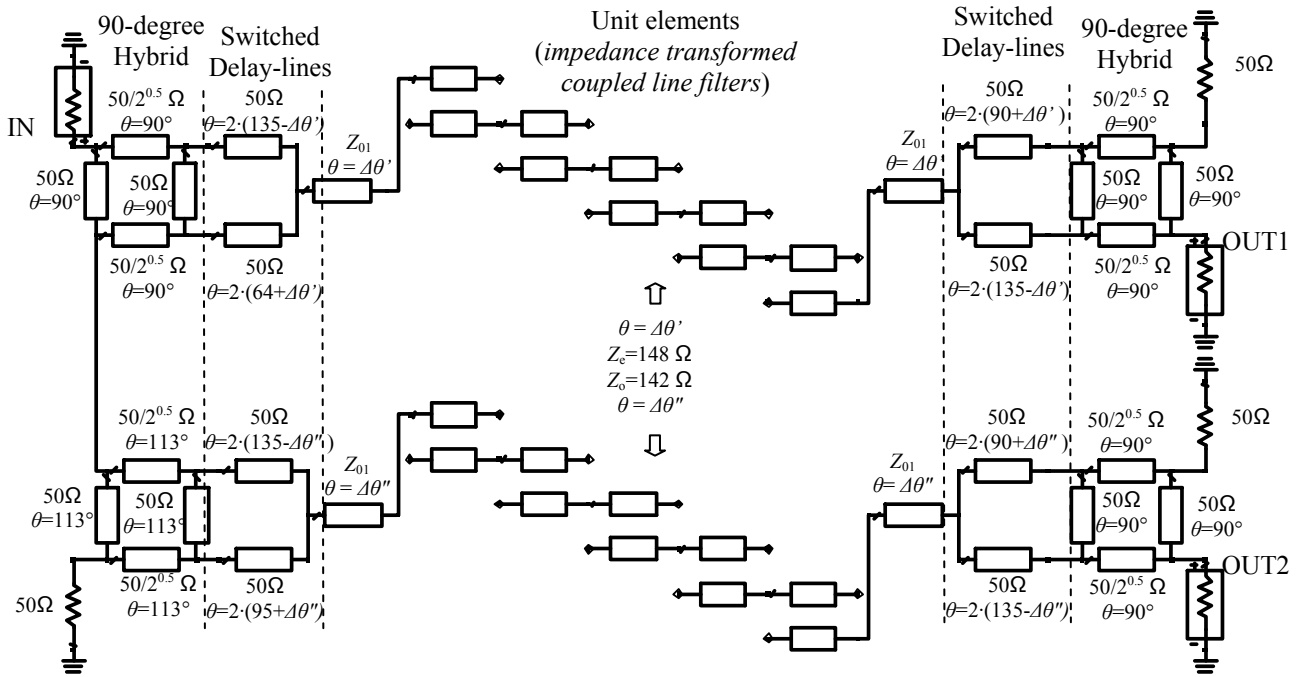 90-degree
Hybrid
Switched
Delay-lines
Unit elements
(impedance transformed
coupled line filters)
Switched
Delay-lines
90-degree
Hybrid
50Ω
IN
50/2^0.5 Ω
θ=90°
50Ω
θ=2·(135-Δθ')
Z01
θ = Δθ'
50Ω
θ=90°
50Ω
θ=90°
50/2^0.5 Ω
θ=90°
50Ω
θ=2·(64+Δθ')
Z01
θ = Δθ'
50Ω
θ=2·(90+Δθ')
50/2^0.5 Ω
θ=90°
50Ω
θ=90°
50Ω
θ=90°
OUT1
50Ω
θ=2·(135-Δθ')
50/2^0.5 Ω
θ=90°
θ = Δθ'
Ze=148 Ω
Zo=142 Ω
θ = Δθ″
50/2^0.5 Ω
θ=113°
50Ω
θ=2·(135-Δθ″)
Z01
θ = Δθ″
50Ω
θ=113°
50Ω
θ=113°
50Ω
50/2^0.5 Ω
θ=113°
50Ω
θ=2·(95+Δθ″)
Z01
θ = Δθ″
50Ω
θ=2·(90+Δθ″)
50/2^0.5 Ω
θ=90°
50Ω
50Ω
θ=90°
50Ω
θ=90°
OUT2
50Ω
θ=2·(135-Δθ″)
50/2^0.5 Ω
θ=90°